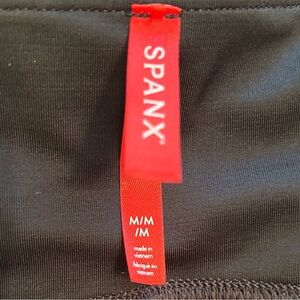 SPANX®
M/M
/M
made in
vietnam
fabriqué au
vietnam